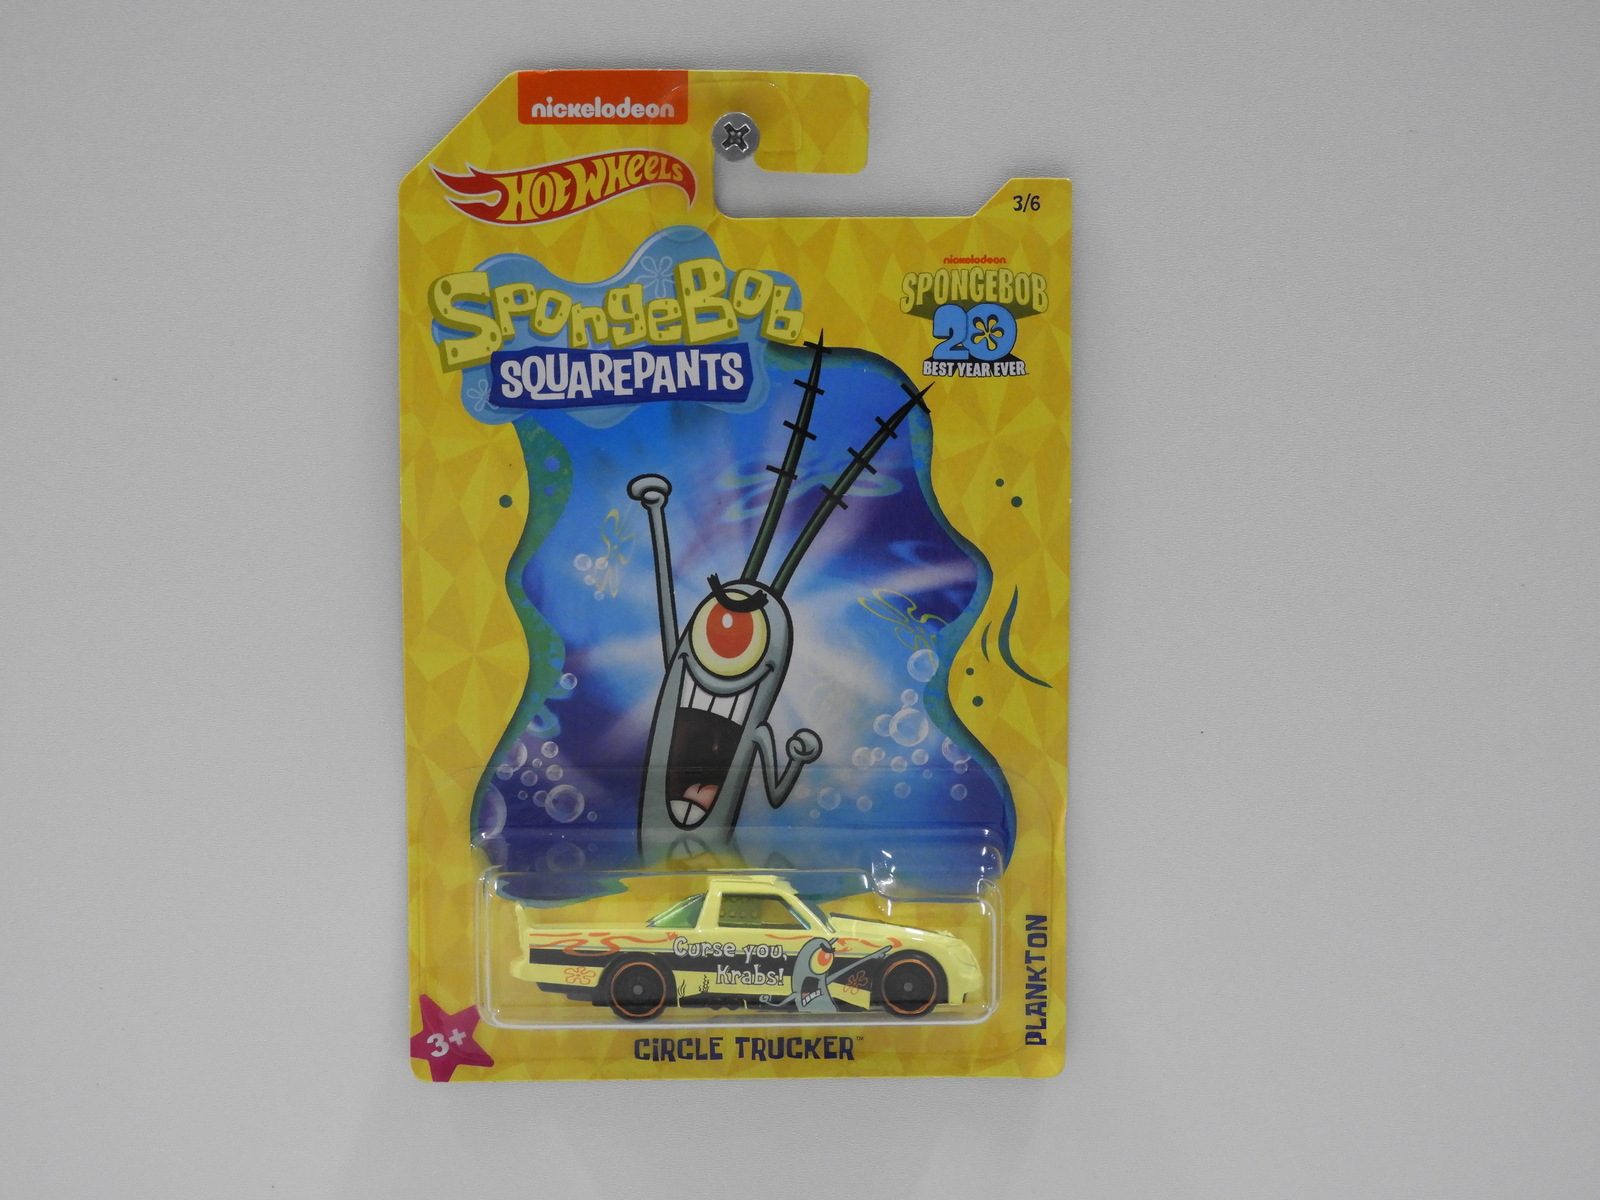 nickelodeon
HOT WHEELS
3/6
SPONGEBOB
SQUAREPANTS
nickelodeon
SPONGEBOB
20
BEST YEAR EVER
Curse you,
Krabs!
PLANKTON
3+
CIRCLE TRUCKER™